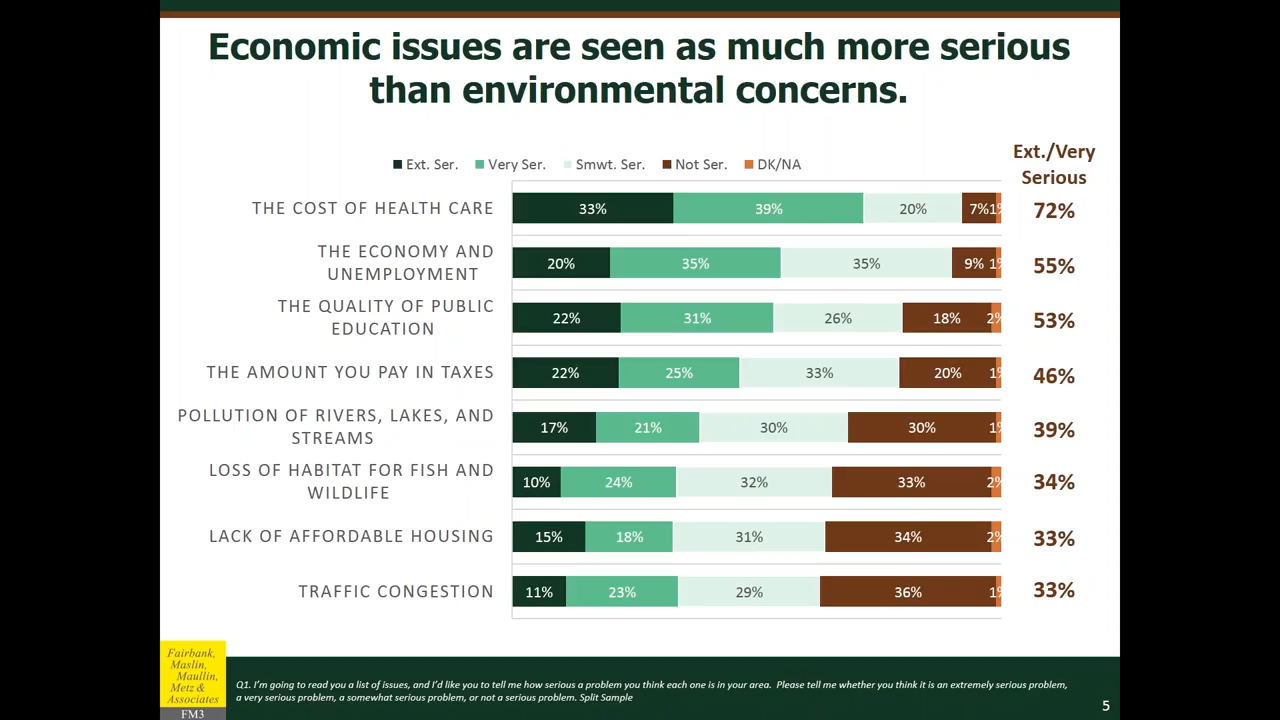 Economic issues are seen as much more serious
than environmental concerns.
Ext. Ser.
Very Ser.
Smwt. Ser.
Not Ser.
DK/NA
Ext./Very
Serious
THE COST OF HEALTH CARE
33%
39%
20%
7%
1%
72%
THE ECONOMY AND
UNEMPLOYMENT
20%
35%
35%
9%
1%
55%
THE QUALITY OF PUBLIC
EDUCATION
22%
31%
26%
18%
2%
53%
THE AMOUNT YOU PAY IN TAXES
22%
25%
33%
20%
1%
46%
POLLUTION OF RIVERS, LAKES, AND
STREAMS
17%
21%
30%
30%
1%
39%
LOSS OF HABITAT FOR FISH AND
WILDLIFE
10%
24%
32%
33%
2%
34%
LACK OF AFFORDABLE HOUSING
15%
18%
31%
34%
2%
33%
TRAFFIC CONGESTION
11%
23%
29%
36%
1%
33%
Fairbank,
Maslin,
Maullin,
Metz &
Associates
FM3
Q1. I'm going to read you a list of issues, and I'd like you to tell me how serious a problem you think each one is in your area. Please tell me whether you think it is an extremely serious problem,
a very serious problem, a somewhat serious problem, or not a serious problem. Split Sample
5